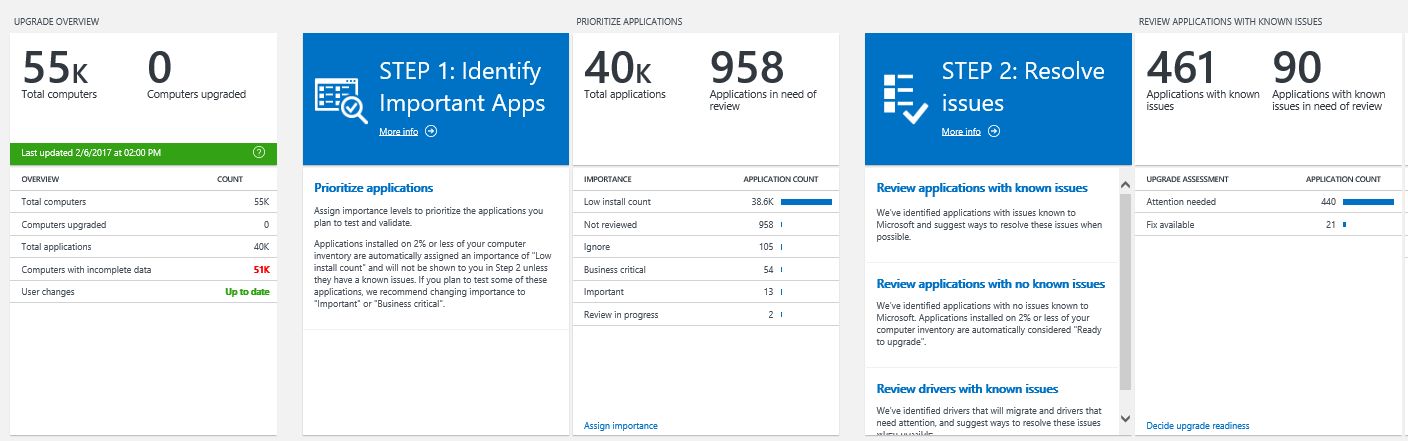 UPGRADE OVERVIEW
55K
Total computers
0
Computers upgraded
Last updated 2/6/2017 at 02:00 PM
?
OVERVIEW COUNT
Total computers 55K
Computers upgraded 0
Total applications 40K
Computers with incomplete data 51K
User changes Up to date
STEP 1: Identify
Important Apps
More info
Prioritize applications
Assign importance levels to prioritize the applications you
plan to test and validate.
Applications installed on 2% or less of your computer
inventory are automatically assigned an importance of "Low
install count" and will not be shown to you in Step 2 unless
they have a known issues. If you plan to test some of these
applications, we recommend changing importance to
"Important" or "Business critical".
PRIORITIZE APPLICATIONS
40K
Total applications
958
Applications in need of
review
IMPORTANCE APPLICATION COUNT
Low install count 38.6K
Not reviewed 958
Ignore 105
Business critical 54
Important 13
Review in progress 2
Assign importance
STEP 2: Resolve
issues
More info
Review applications with known issues
We've identified applications with issues known to
Microsoft and suggest ways to resolve these issues when
possible.
Review applications with no known issues
We've identified applications with no issues known to
Microsoft. Applications installed on 2% or less of your
computer inventory are automatically considered "Ready
to upgrade".
Review drivers with known issues
We've identified drivers that will migrate and drivers that
need attention, and suggest ways to resolve these issues
REVIEW APPLICATIONS WITH KNOWN ISSUES
461
Applications with known
issues
90
Applications with known
issues in need of review
UPGRADE ASSESSMENT APPLICATION COUNT
Attention needed 440
Fix available 21
Decide upgrade readiness